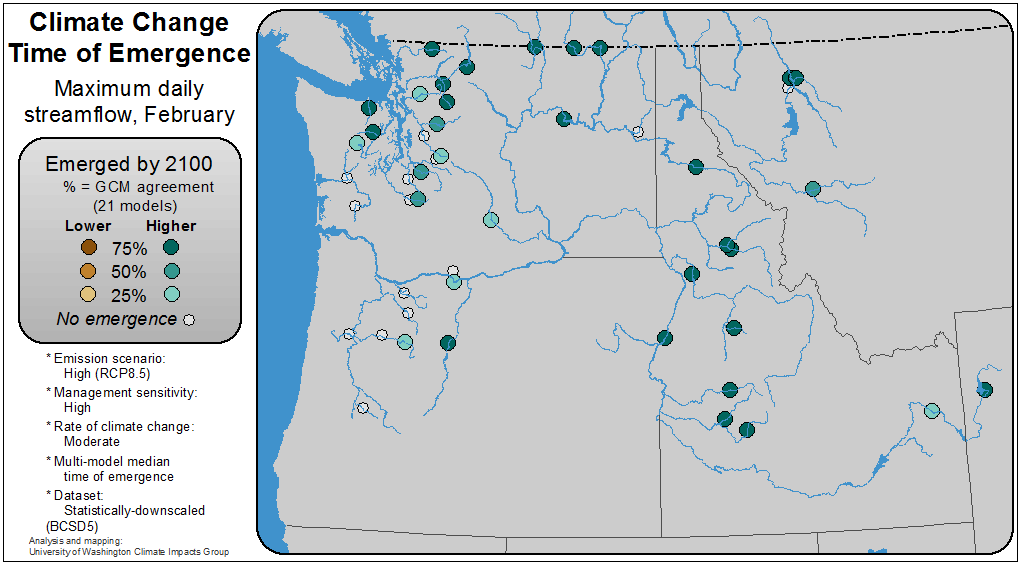 Climate Change
Time of Emergence
Maximum daily
streamflow, February
Emerged by 2100
% = GCM agreement
(21 models)
Lower Higher
75%
50%
25%
No emergence
* Emission scenario:
High (RCP8.5)
* Management sensitivity:
High
* Rate of climate change:
Moderate
* Multi-model median
time of emergence
* Dataset:
Statistically-downscaled
(BCSD5)
Analysis and mapping:
University of Washington Climate Impacts Group